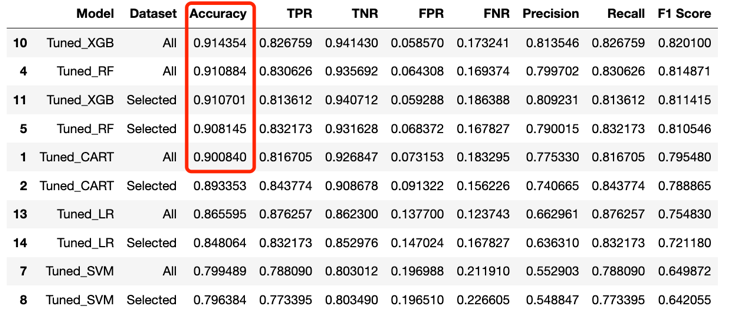 Model Dataset Accuracy TPR TNR FPR FNR Precision Recall F1 Score
10 Tuned_XGB All 0.914354 0.826759 0.941430 0.058570 0.173241 0.813546 0.826759 0.820100
4 Tuned_RF All 0.910884 0.830626 0.935692 0.064308 0.169374 0.799702 0.830626 0.814871
11 Tuned_XGB Selected 0.910701 0.813612 0.940712 0.059288 0.186388 0.809231 0.813612 0.811415
5 Tuned_RF Selected 0.908145 0.832173 0.931628 0.068372 0.167827 0.790015 0.832173 0.810546
1 Tuned_CART All 0.900840 0.816705 0.926847 0.073153 0.183295 0.775330 0.816705 0.795480
2 Tuned_CART Selected 0.893353 0.843774 0.908678 0.091322 0.156226 0.740665 0.843774 0.788865
13 Tuned_LR All 0.865595 0.876257 0.862300 0.137700 0.123743 0.662961 0.876257 0.754830
14 Tuned_LR Selected 0.848064 0.832173 0.852976 0.147024 0.167827 0.636310 0.832173 0.721180
7 Tuned_SVM All 0.799489 0.788090 0.803012 0.196988 0.211910 0.552903 0.788090 0.649872
8 Tuned_SVM Selected 0.796384 0.773395 0.803490 0.196510 0.226605 0.548847 0.773395 0.642055